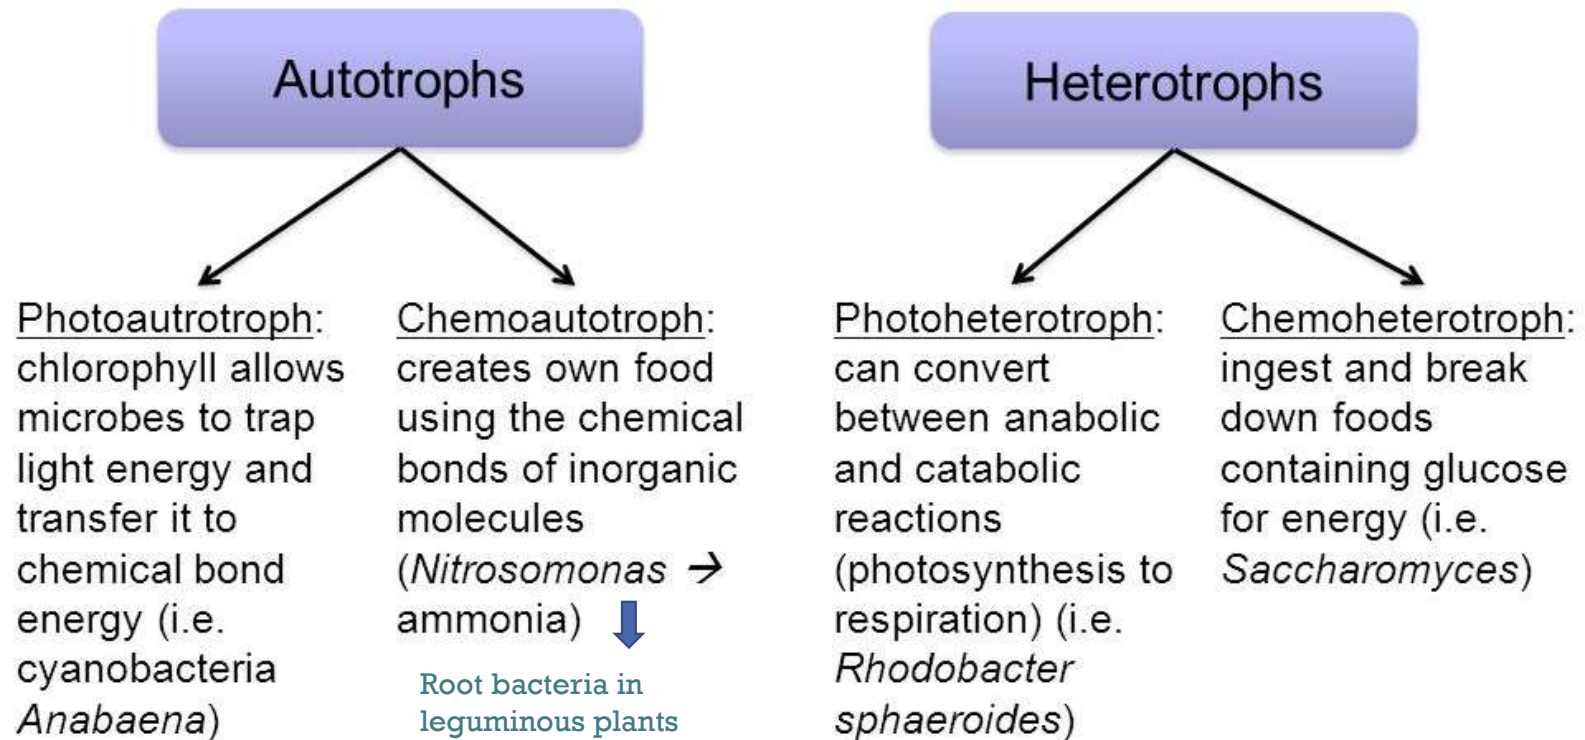 Autotrophs
Photoautrotroph:
chlorophyll allows
microbes to trap
light energy and
transfer it to
chemical bond
energy (i.e.
cyanobacteria
Anabaena)
Chemoautotroph:
creates own food
using the chemical
bonds of inorganic
molecules
(Nitrosomonas →
ammonia)
Root bacteria in
leguminous plants
Heterotrophs
Photoheterotroph:
can convert
between anabolic
and catabolic
reactions
(photosynthesis to
respiration) (i.e.
Rhodobacter
sphaeroides)
Chemoheterotroph:
ingest and break
down foods
containing glucose
for energy (i.e.
Saccharomyces)